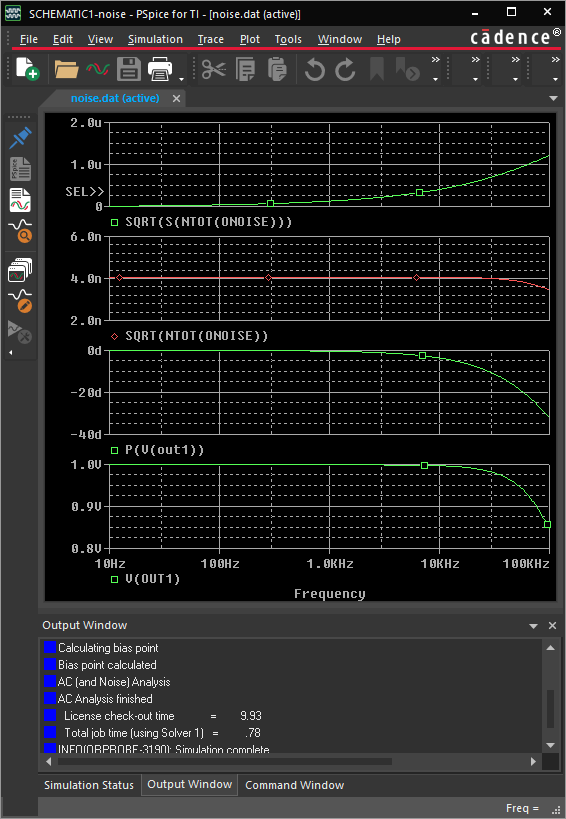 SCHEMATIC1-noise - PSpice for TI - [noise.dat (active)]
File Edit View Simulation Trace Plot Tools Window Help cādence®
noise.dat (active)
2.0u
1.0u
SEL>>
0
SQRT(S(NTOT(ONOISE)))
6.0n
4.0n
2.0n
SQRT(NTOT(ONOISE))
0d
-20d
-40d
P(V(out1))
1.0V
0.9V
0.8V
10Hz 100Hz 1.0KHz 10KHz 100KHz
V(OUT1)
Frequency
Output Window
Calculating bias point
Bias point calculated
AC (and Noise) Analysis
AC Analysis finished
License check-out time = 9.93
Total job time (using Solver 1) = .78
INFO(ORPROBE-3190): Simulation complete
Simulation Status Output Window Command Window
Freq =